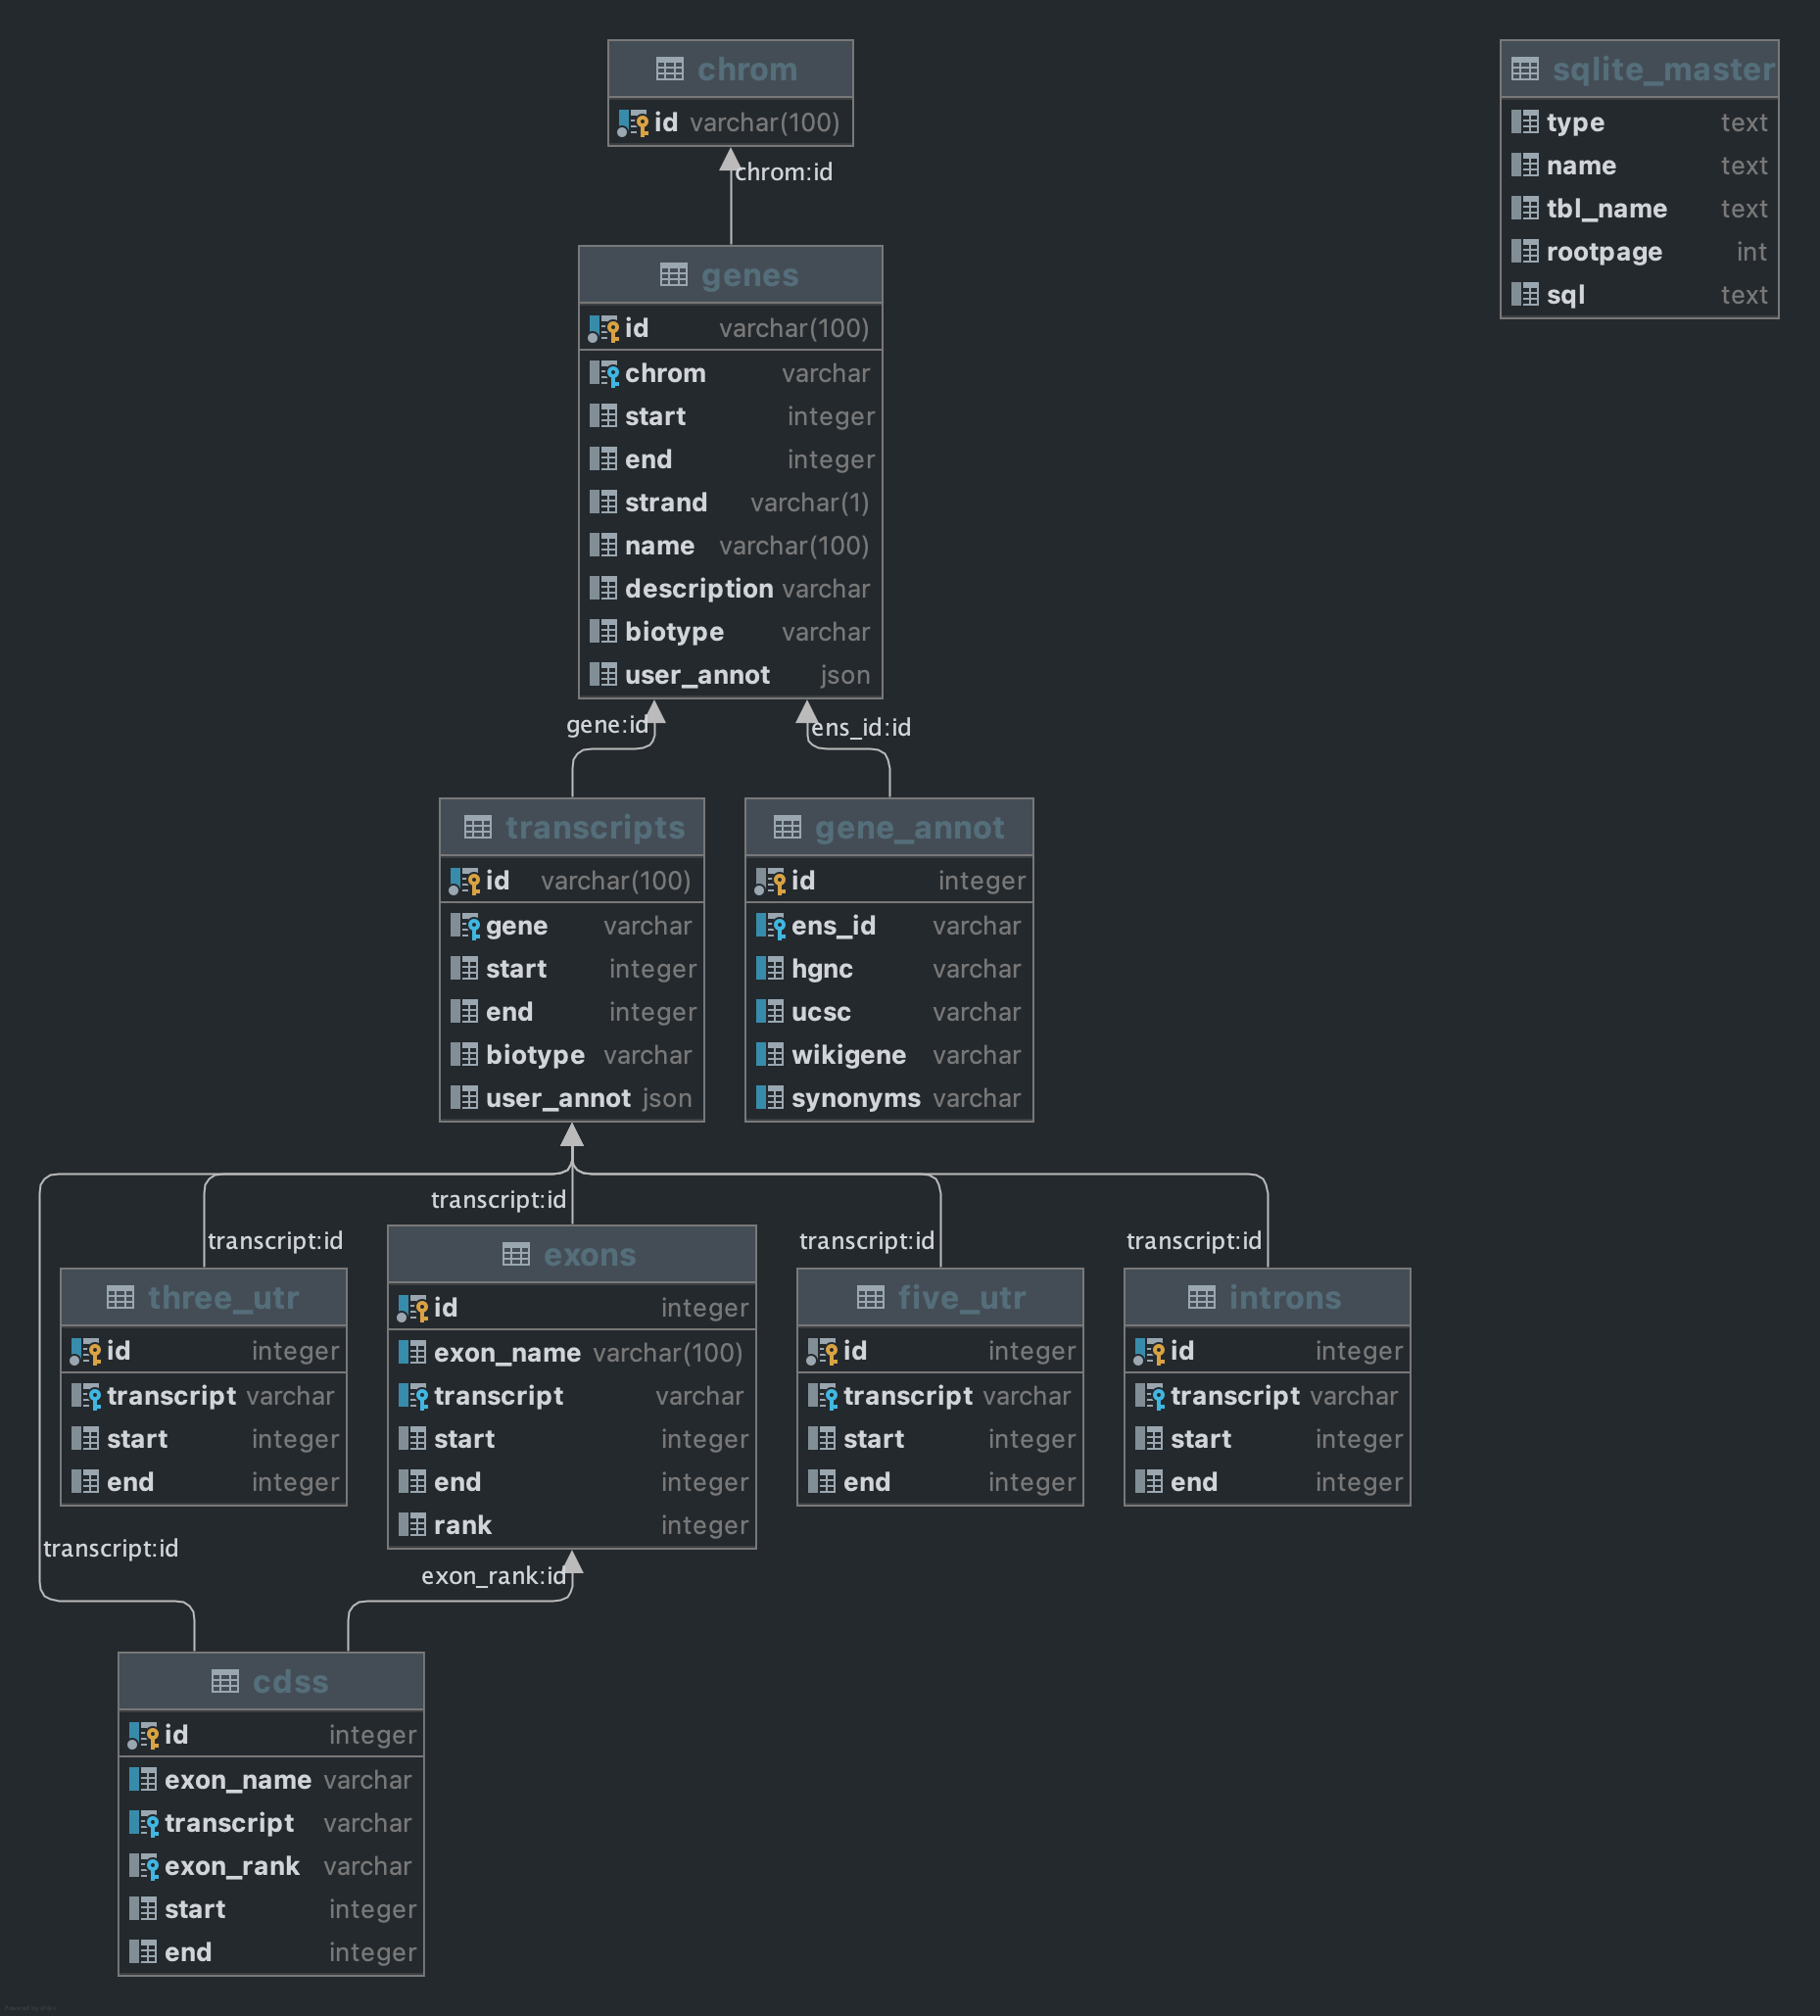 chrom
id varchar(100)
chrom:id
sqlite_master
type text
name text
tbl_name text
rootpage int
sql text
genes
id varchar(100)
chrom varchar
start integer
end integer
strand varchar(1)
name varchar(100)
description varchar
biotype varchar
user_annot json
gene:id
ens_id:id
transcripts
id varchar(100)
gene varchar
start integer
end integer
biotype varchar
user_annot json
gene_annot
id integer
ens_id varchar
hgnc varchar
ucsc varchar
wikigene varchar
synonyms varchar
transcript:id
transcript:id
transcript:id
transcript:id
three_utr
id integer
transcript varchar
start integer
end integer
exons
id integer
exon_name varchar(100)
transcript varchar
start integer
end integer
rank integer
five_utr
id integer
transcript varchar
start integer
end integer
introns
id integer
transcript varchar
start integer
end integer
transcript:id
exon_rank:id
cdss
id integer
exon_name varchar
transcript varchar
exon_rank varchar
start integer
end integer
Powered by yFiles